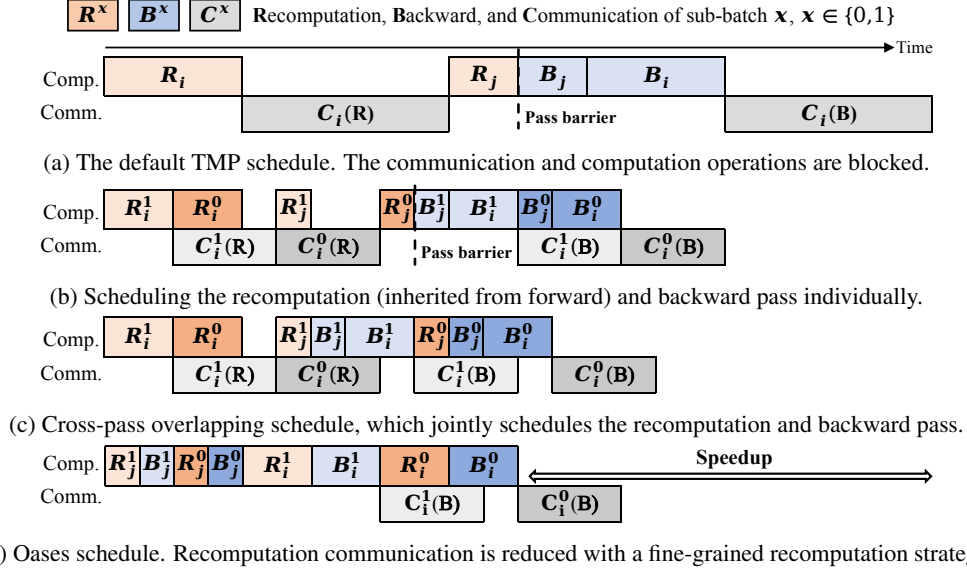 R^x B^x C^x Recomputation, Backward, and Communication of sub-batch x, x ∈ {0,1}
Time
Comp. R_i R_j B_j B_i
Comm. C_i(R) Pass barrier C_i(B)
(a) The default TMP schedule. The communication and computation operations are blocked.
Comp. R_i^1 R_i^0 R_j^1 R_j^0 B_j^1 B_i^1 B_j^0 B_i^0
Comm. C_i^1(R) C_i^0(R) Pass barrier C_i^1(B) C_i^0(B)
(b) Scheduling the recomputation (inherited from forward) and backward pass individually.
Comp. R_i^1 R_i^0 R_j^1 B_j^1 B_i^1 R_j^0 B_j^0 B_i^0
Comm. C_i^1(R) C_i^0(R) C_i^1(B) C_i^0(B)
(c) Cross-pass overlapping schedule, which jointly schedules the recomputation and backward pass.
Comp. R_j^1 B_j^1 R_j^0 B_j^0 R_i^1 B_i^1 R_i^0 B_i^0 Speedup
Comm. C_i^1(B) C_i^0(B)
) Oases schedule. Recomputation communication is reduced with a fine-grained recomputation strate